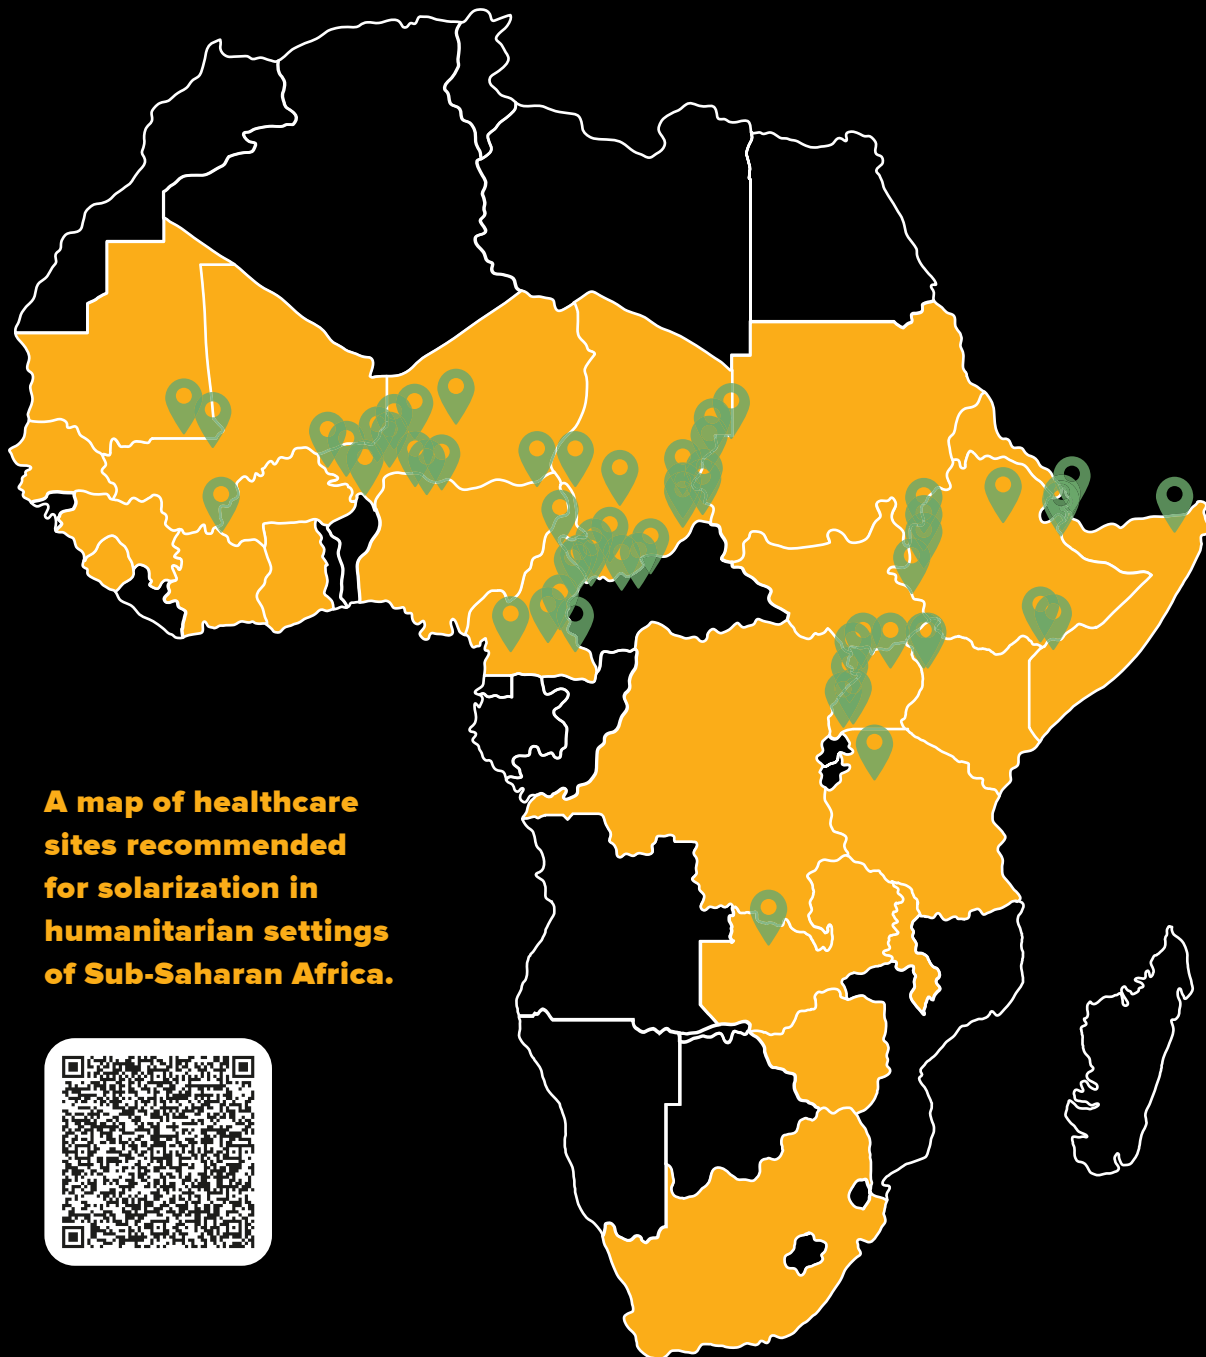 A map of healthcare
sites recommended
for solarization in
humanitarian settings
of Sub-Saharan Africa.